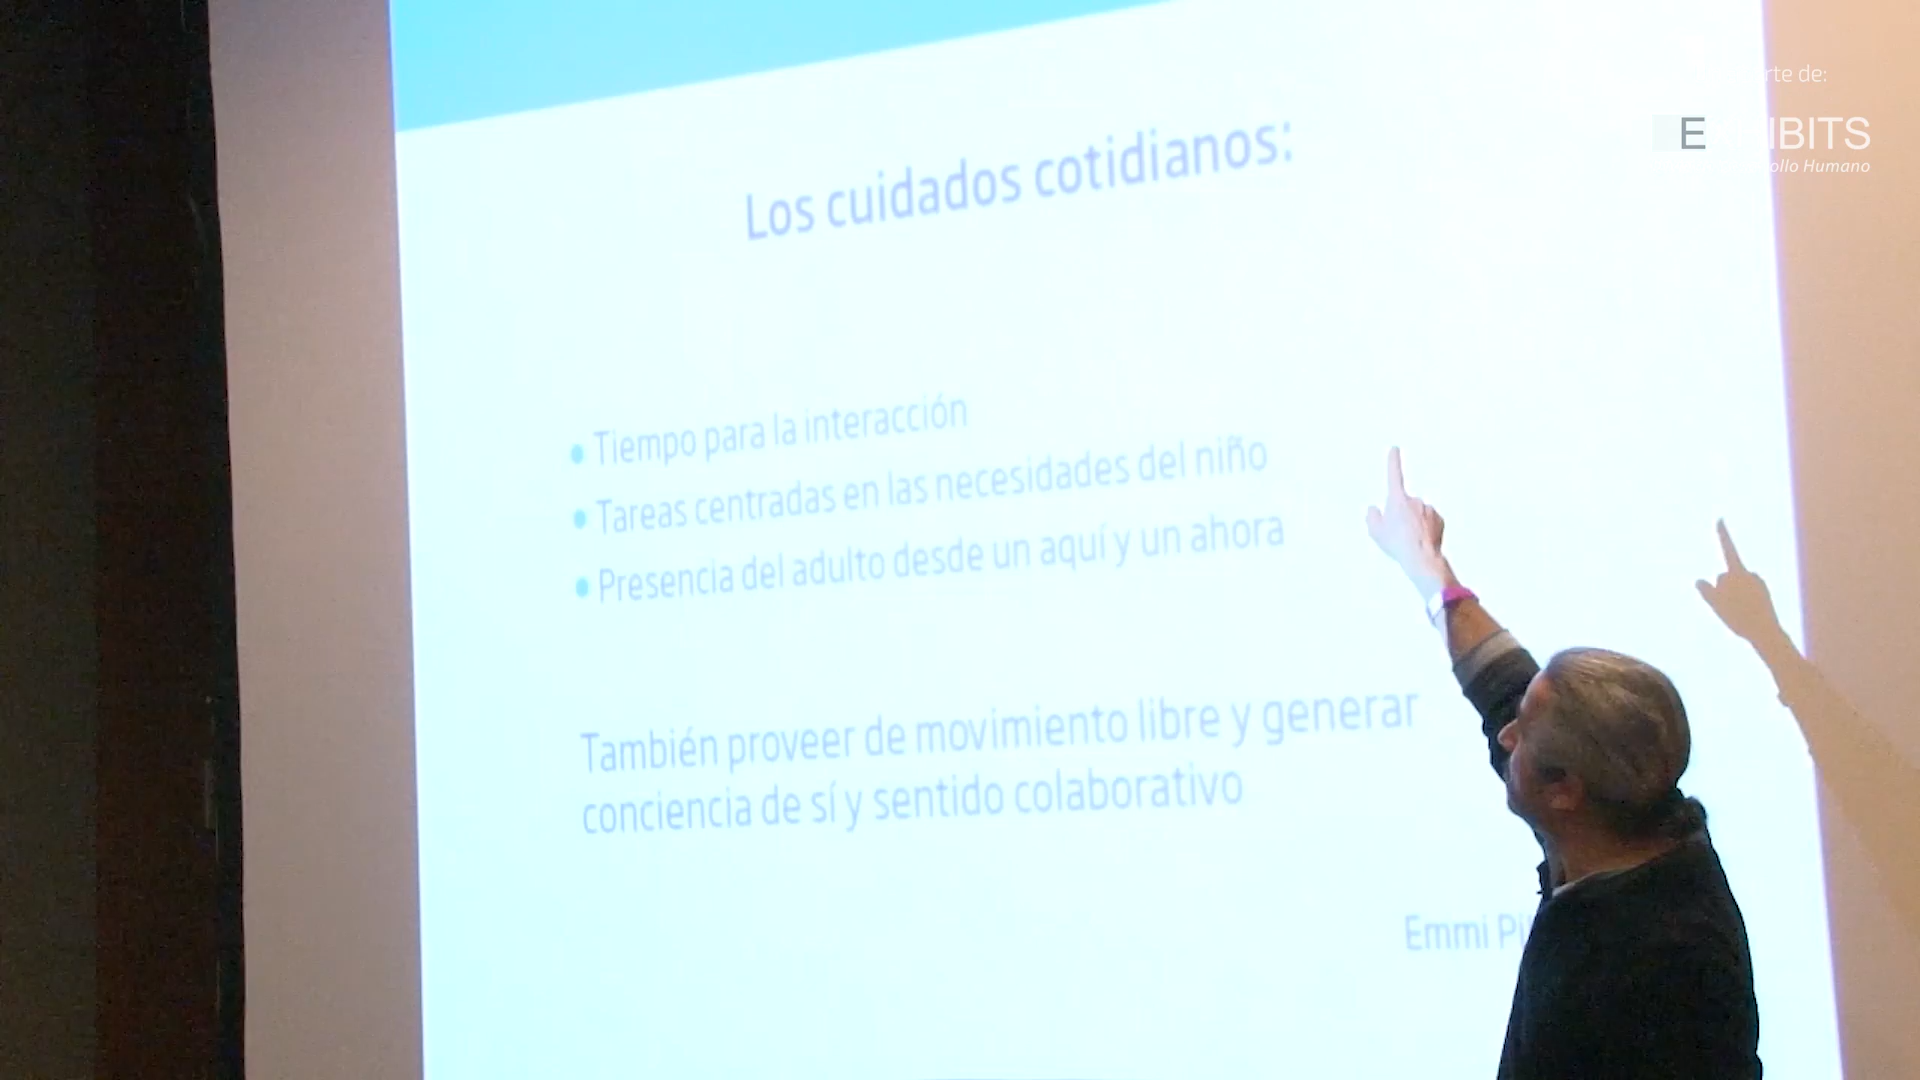 rte de:
E IBITS
ollo Humano
Los cuidados cotidianos:
• Tiempo para la interacción
• Tareas centradas en las necesidades del niño
• Presencia del adulto desde un aquí y un ahora
También proveer de movimiento libre y generar
conciencia de sí y sentido colaborativo
Emmi